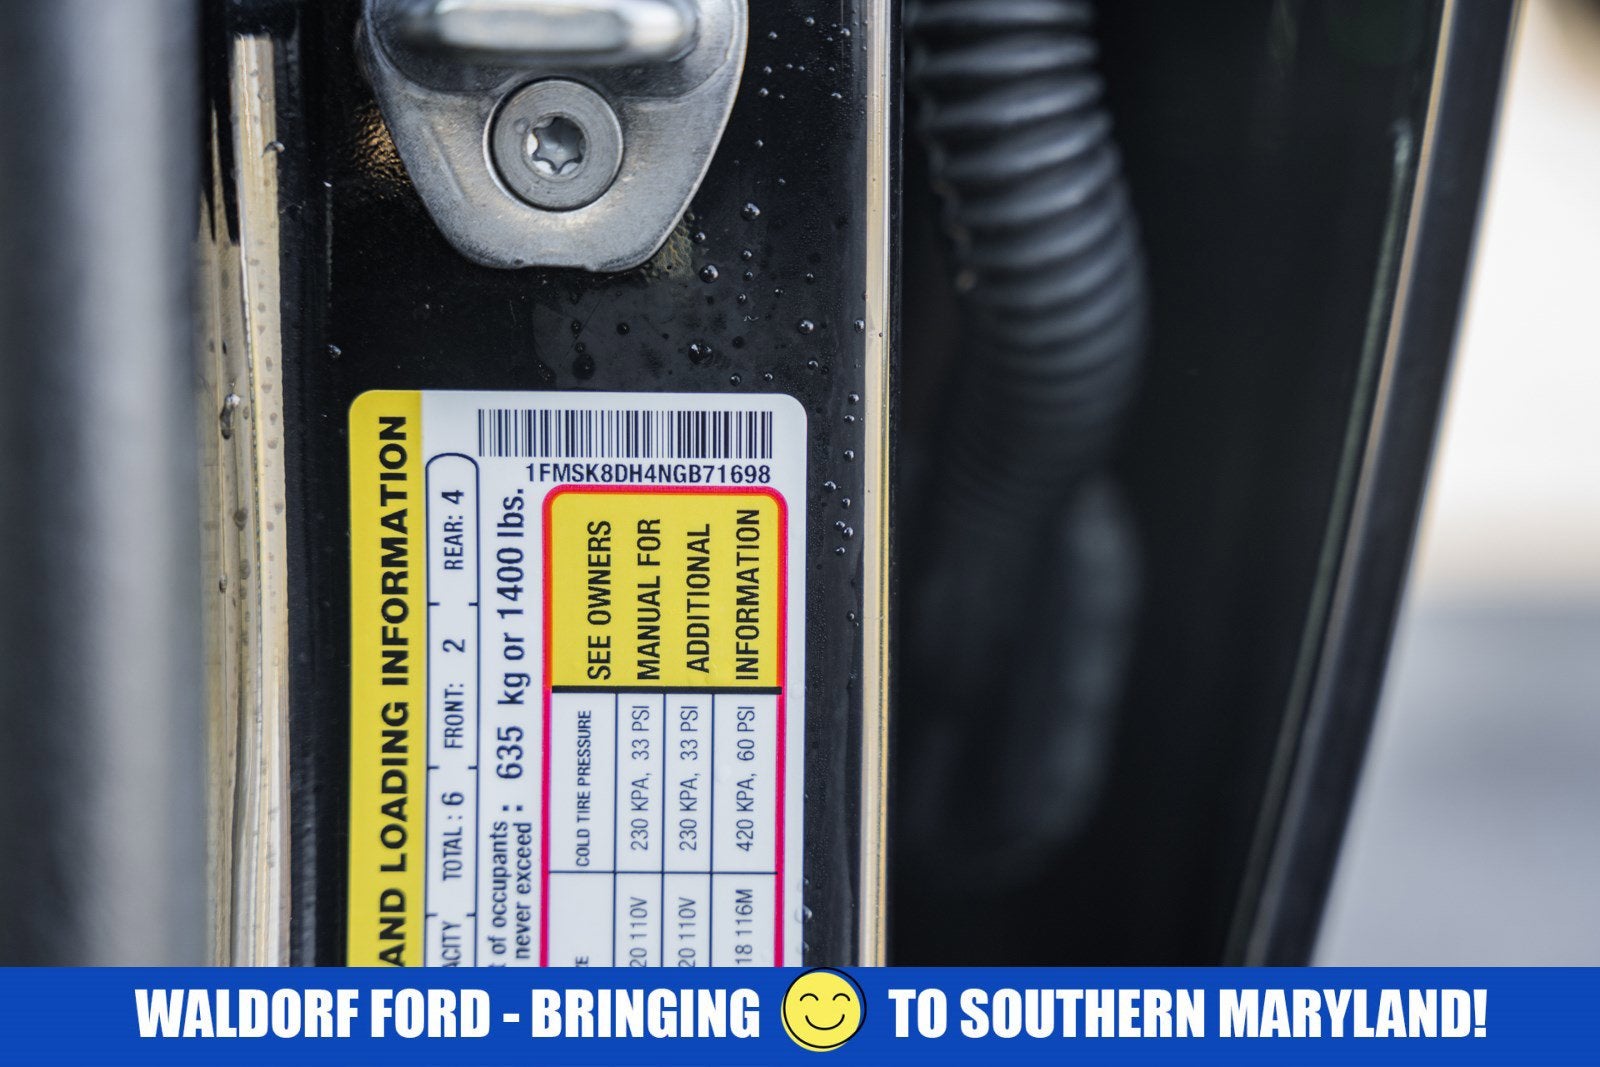 1FMSK8DH4NGB71698
AND LOADING INFORMATION
ACITY TOTAL : 6 FRONT: 2 REAR: 4
t of occupants :
never exceed : 635 kg or 1400 lbs.
COLD TIRE PRESSURE
SEE OWNERS
MANUAL FOR
ADDITIONAL
INFORMATION
20 110V 230 KPA, 33 PSI
20 110V 230 KPA, 33 PSI
18 116M 420 KPA, 60 PSI
WALDORF FORD - BRINGING TO SOUTHERN MARYLAND!